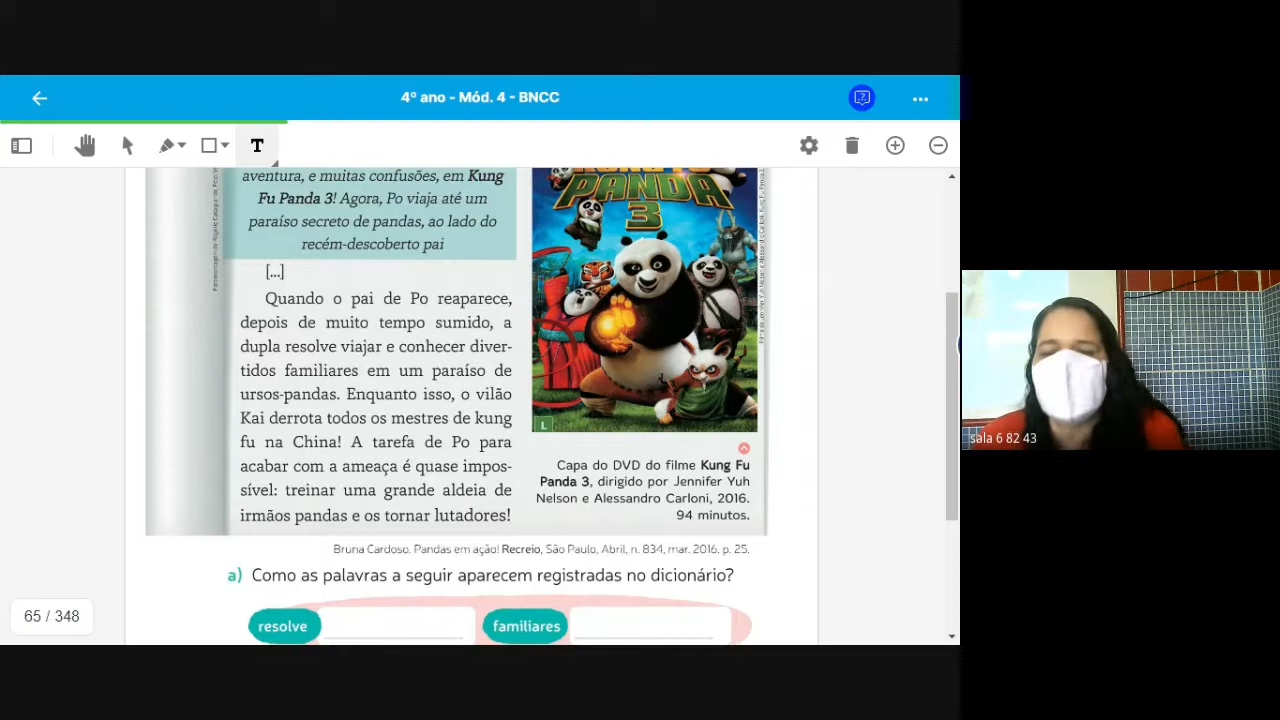 4º ano - Mód. 4 - BNCC
T
aventura, e muitas confusões, em Kung
Fu Panda 3! Agora, Po viaja até um
paraíso secreto de pandas, ao lado do
recém-descoberto pai
[...]
Quando o pai de Po reaparece,
depois de muito tempo sumido, a
dupla resolve viajar e conhecer diver-
tidos familiares em um paraíso de
ursos-pandas. Enquanto isso, o vilão
Kai derrota todos os mestres de kung
fu na China! A tarefa de Po para
acabar com a ameaça é quase impos-
sível: treinar uma grande aldeia de
irmãos pandas e os tornar lutadores!
KUNG FU
PANDA
3
L
Capa do DVD do filme Kung Fu
Panda 3, dirigido por Jennifer Yuh
Nelson e Alessandro Carloni, 2016.
94 minutos.
Bruna Cardoso. Pandas em ação! Recreio, São Paulo, Abril, n. 834, mar. 2016. p. 25.
a) Como as palavras a seguir aparecem registradas no dicionário?
resolve familiares
65 / 348
sala 6 82 43